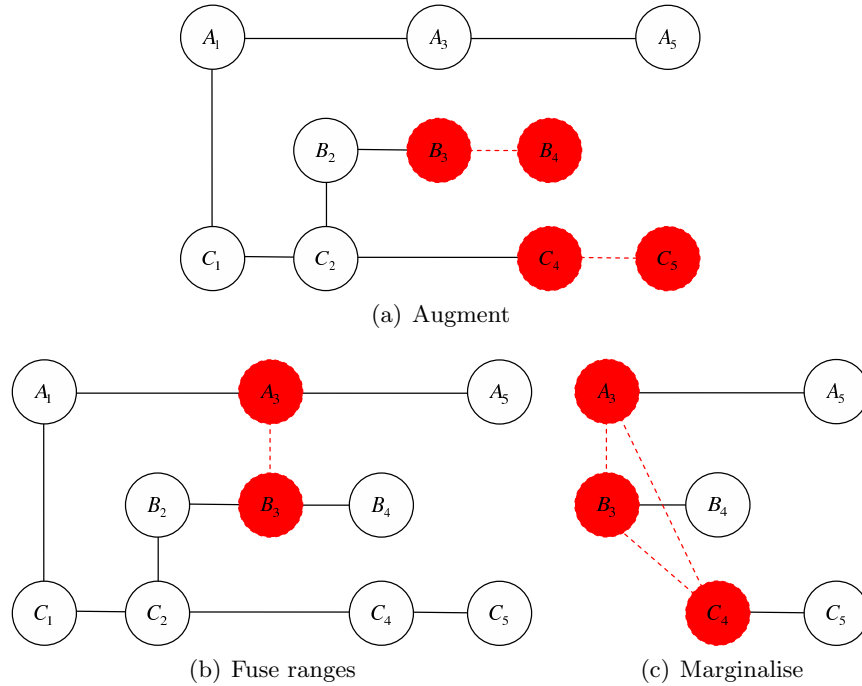 A₁ A₃ A₅
B₂ B₃ B₄
C₁ C₂ C₄ C₅
(a) Augment
A₁ A₃ A₅
B₂ B₃ B₄
C₁ C₂ C₄ C₅
(b) Fuse ranges
A₃ A₅
B₃ B₄
C₄ C₅
(c) Marginalise